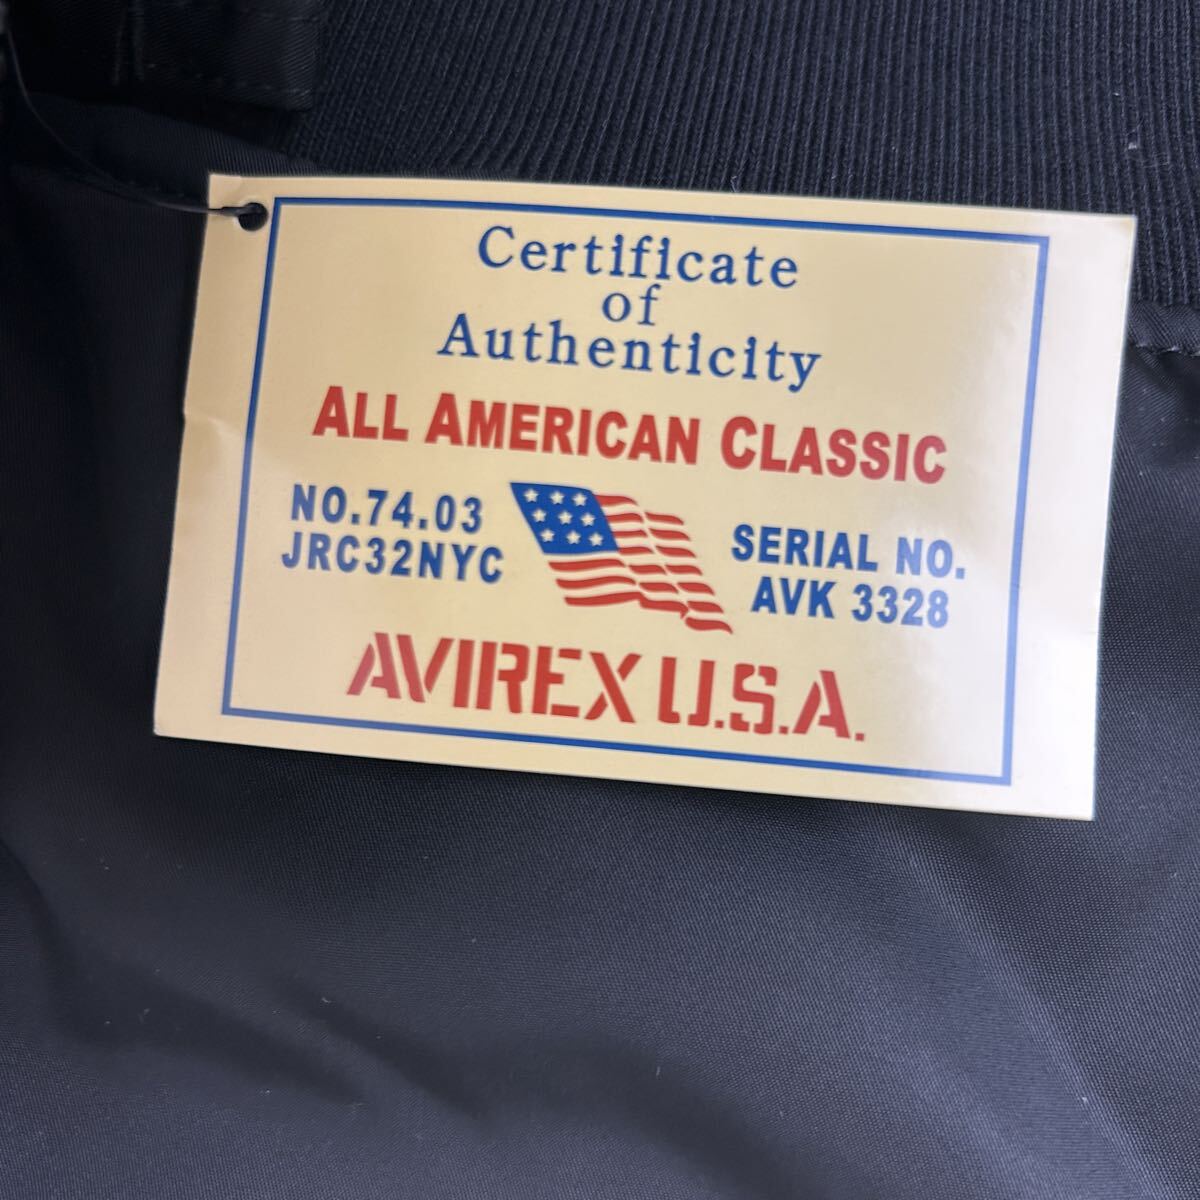 Certificate
of
Authenticity
ALL AMERICAN CLASSIC
NO.74.03
JRC32NYC
SERIAL NO.
AVK 3328
AVIREX U.S.A.